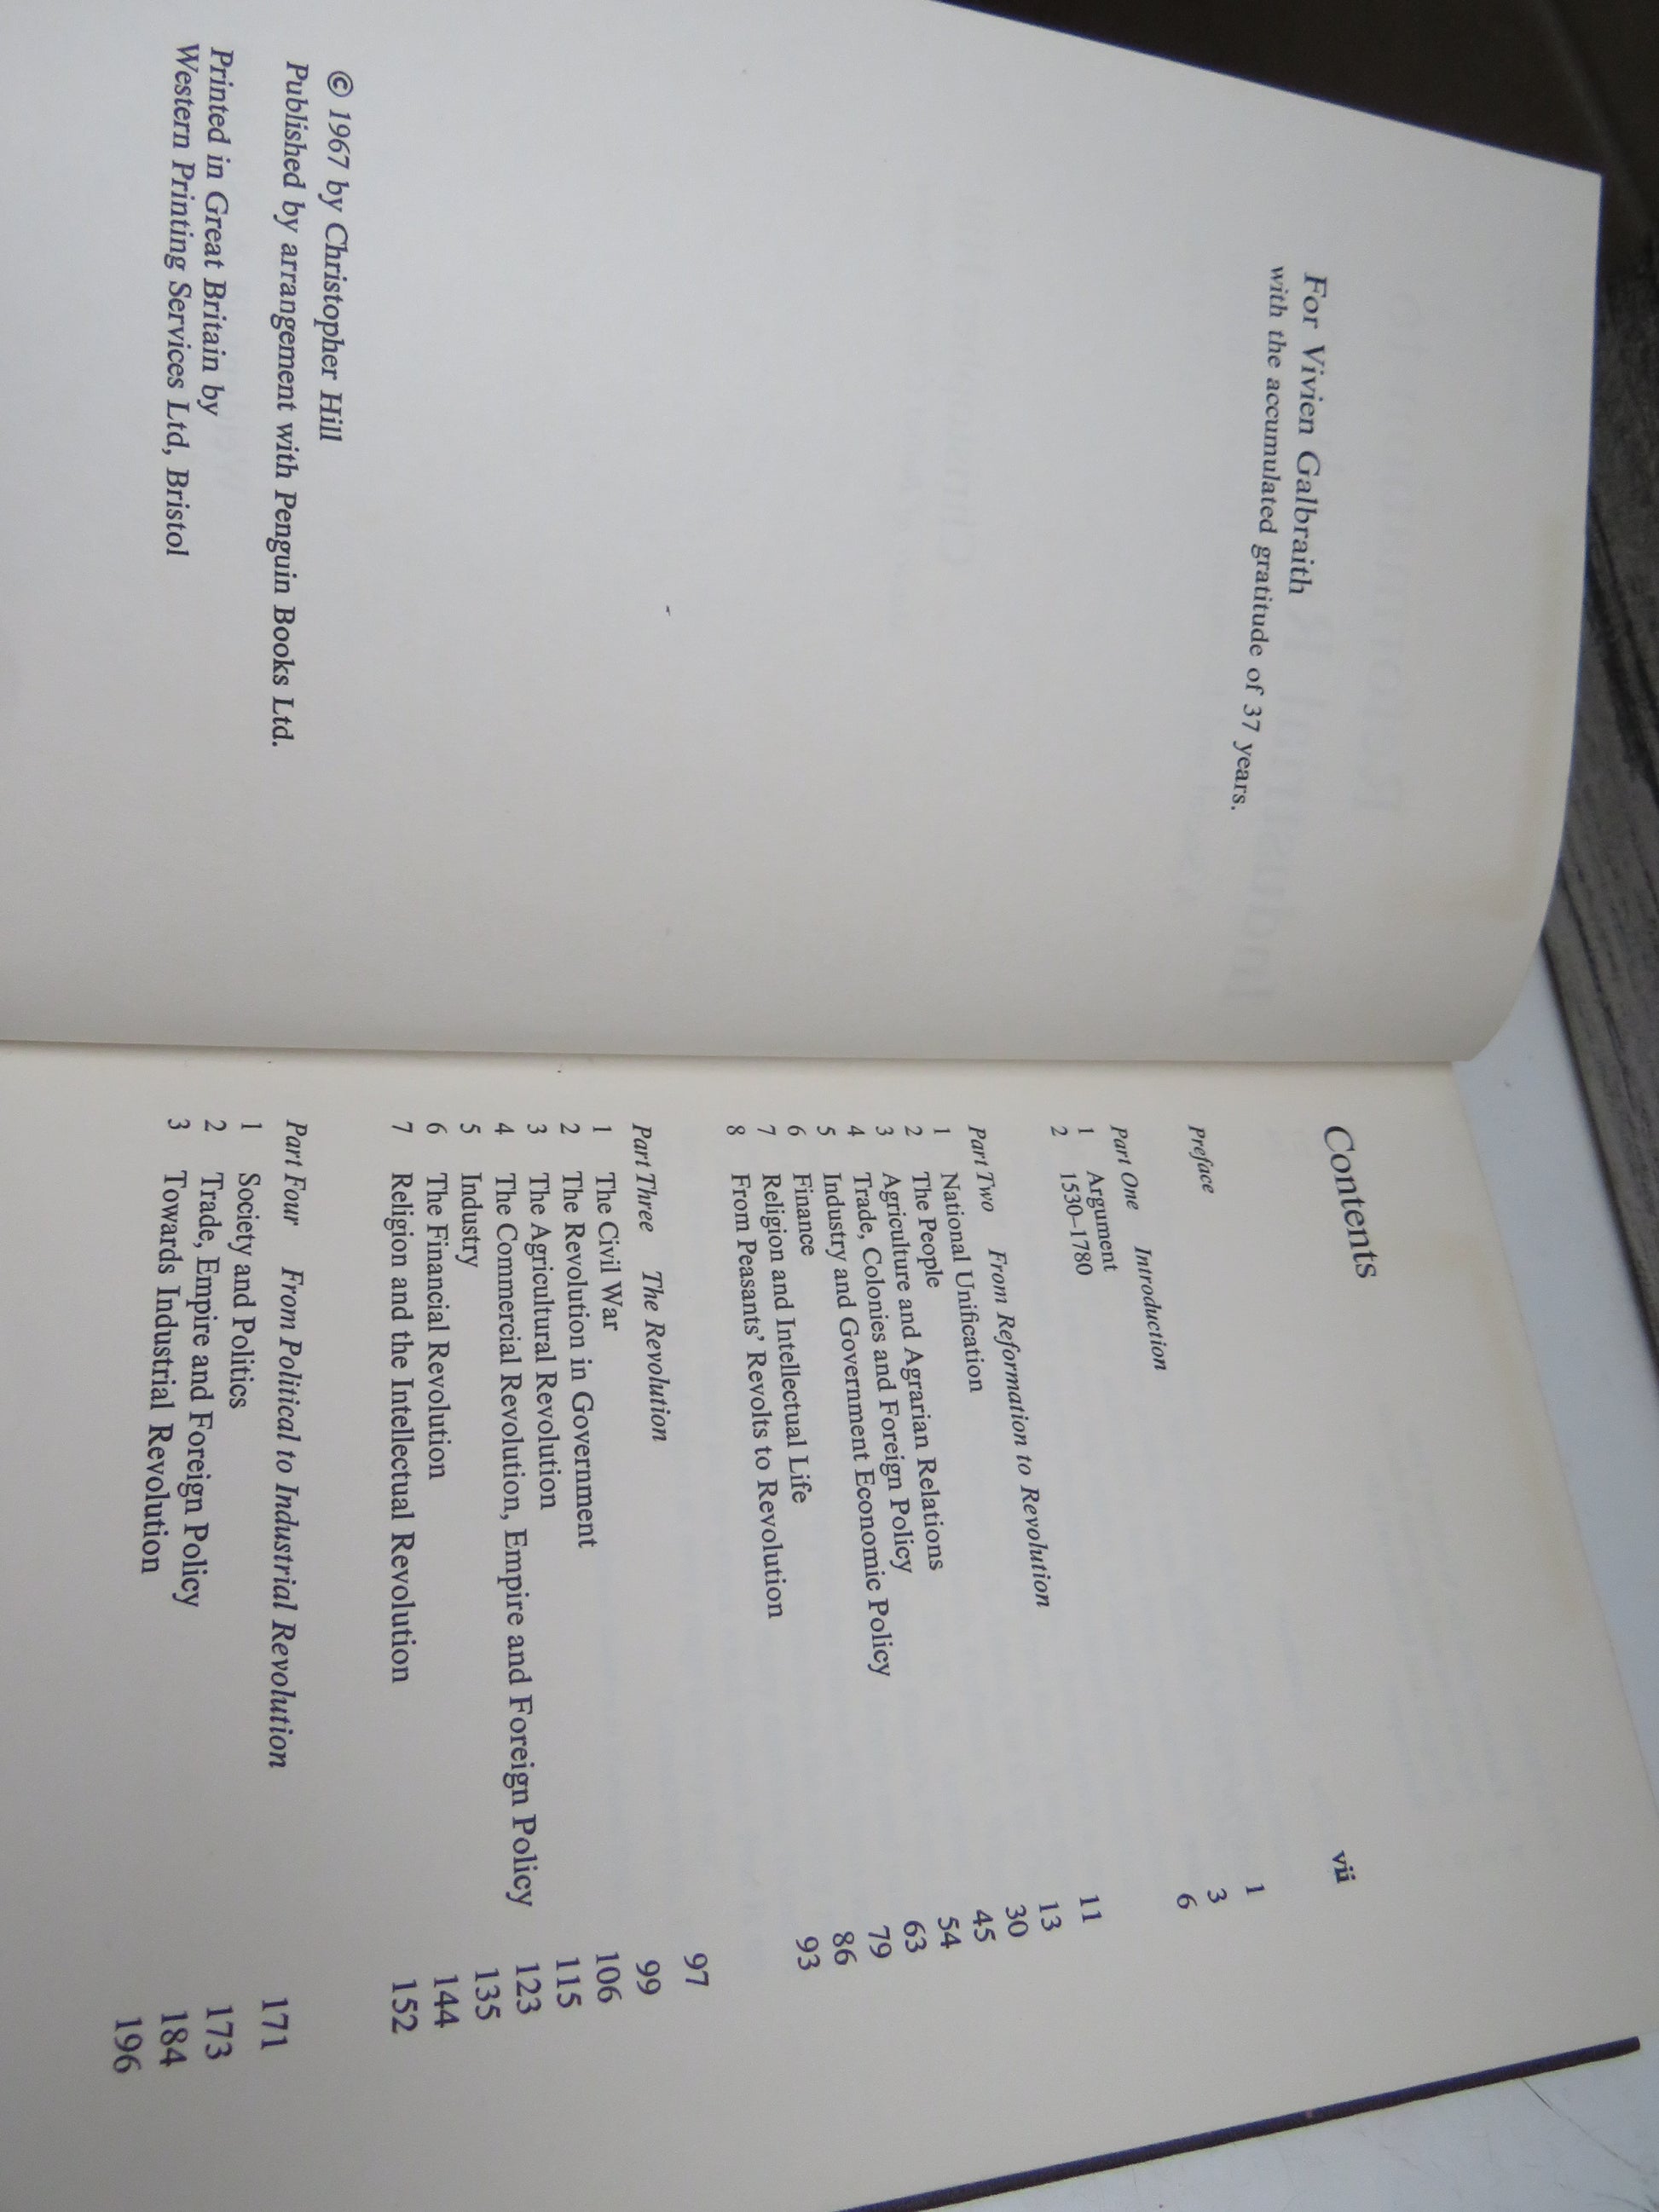 For Vivien Galbraith
with the accumulated gratitude of 37 years.
© 1967 by Christopher Hill
Published by arrangement with Penguin Books Ltd.
Printed in Great Britain by
Western Printing Services Ltd, Bristol
Contents
Preface vii
Part One Introduction 1
1 Argument 3
2 1530–1780 6
Part Two From Reformation to Revolution 11
1 National Unification 13
2 The People 30
3 Agriculture and Agrarian Relations 45
4 Trade, Colonies and Foreign Policy 54
5 Industry and Government Economic Policy 63
6 Finance 79
7 Religion and Intellectual Life 86
8 From Peasants' Revolts to Revolution 93
Part Three The Revolution 97
1 The Civil War 99
2 The Revolution in Government 106
3 The Agricultural Revolution 115
4 The Commercial Revolution, Empire and Foreign Policy 123
5 Industry 135
6 The Financial Revolution 144
7 Religion and the Intellectual Revolution 152
Part Four From Political to Industrial Revolution 171
1 Society and Politics 173
2 Trade, Empire and Foreign Policy 184
3 Towards Industrial Revolution 196